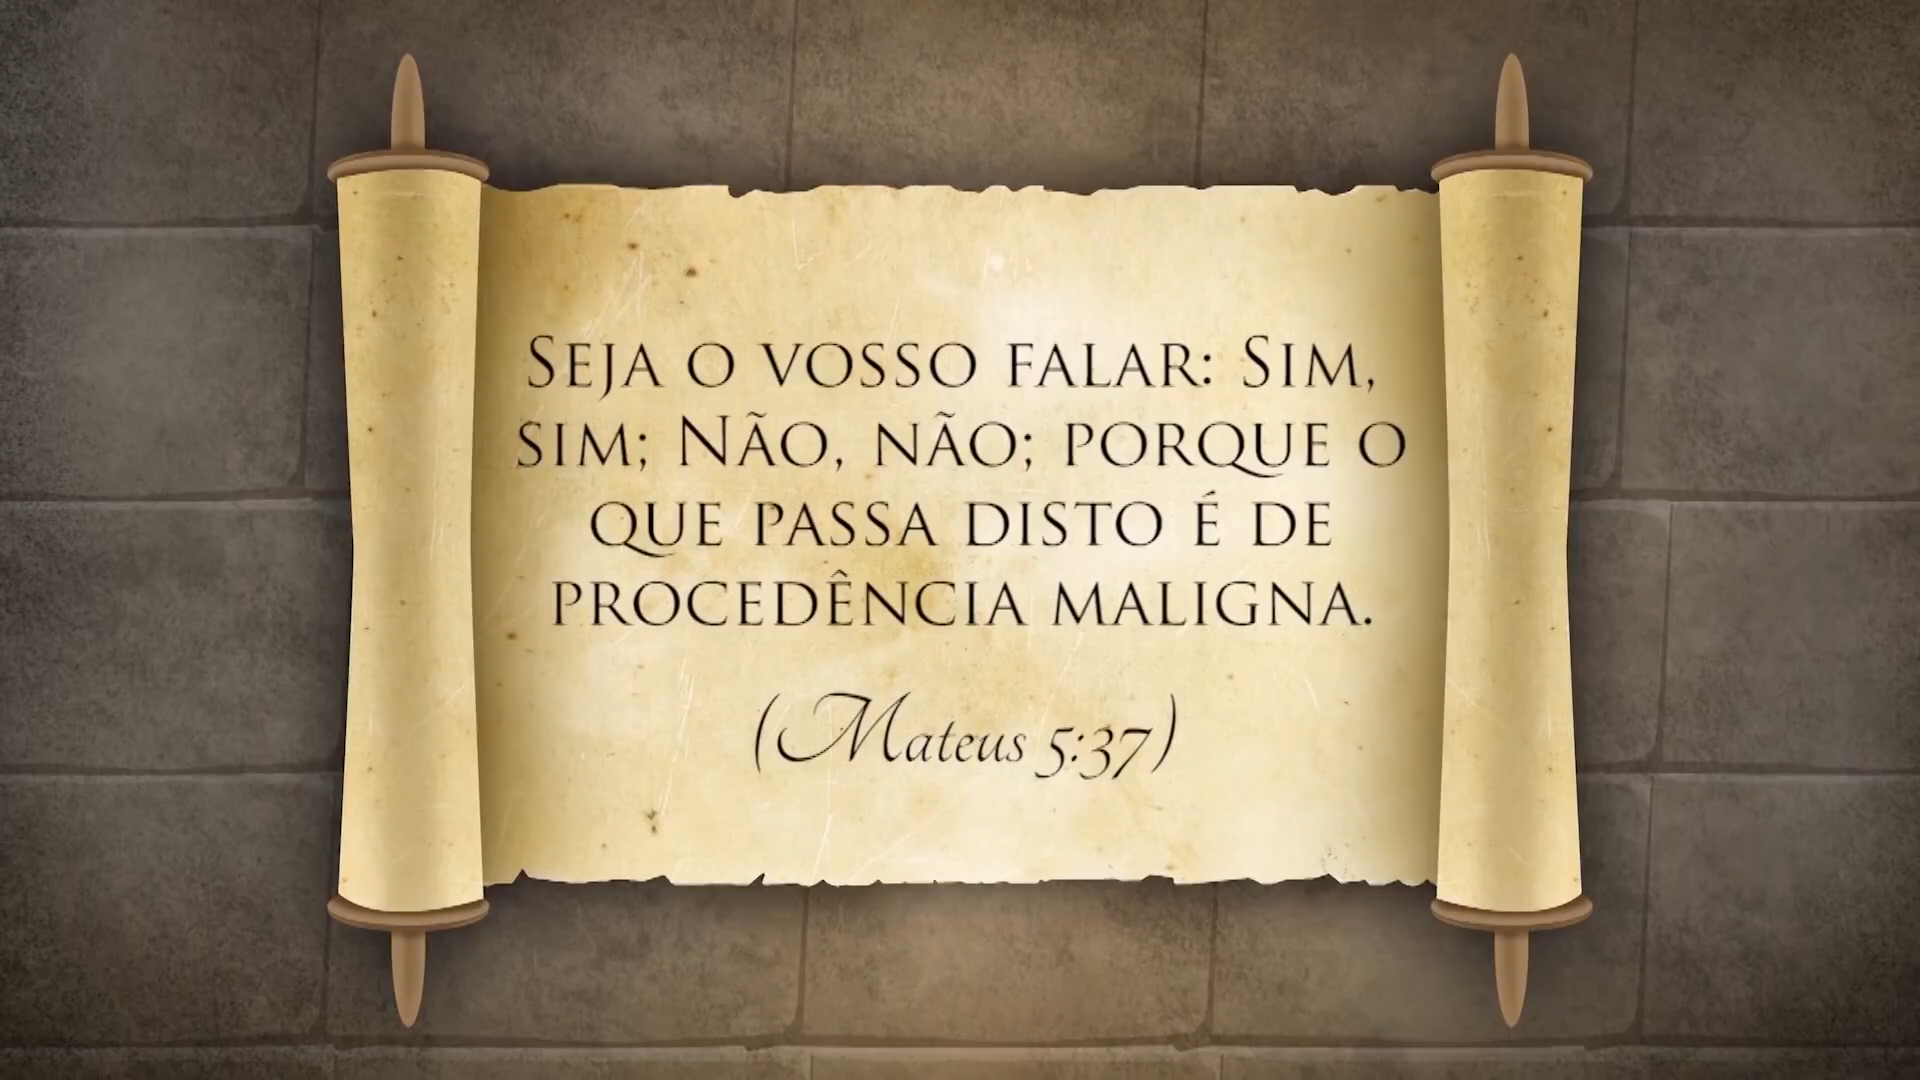 Seja o vosso falar: Sim,
sim; Não, não; porque o
que passa disto é de
procedência maligna.
(Mateus 5:37)